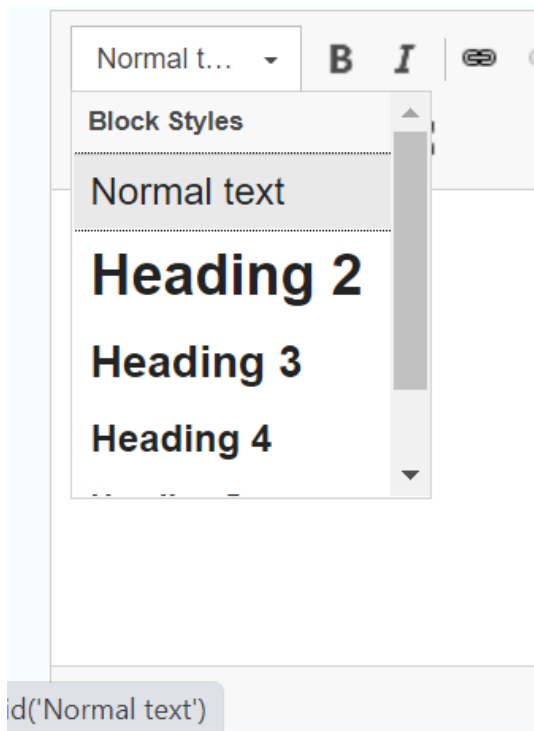 Normal t... B I
Block Styles
Normal text
Heading 2
Heading 3
Heading 4
id('Normal text')